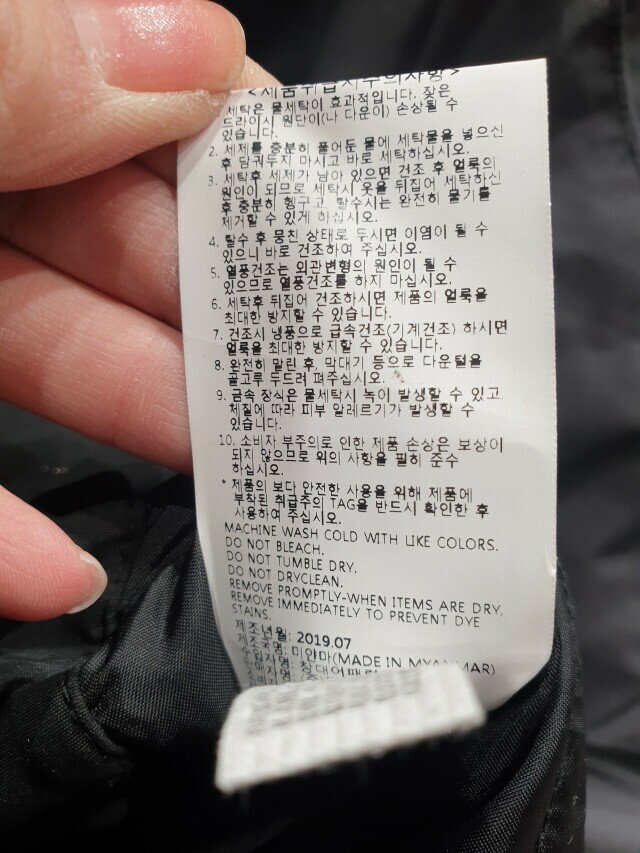 <제품취급시주의사항>
1. 세탁은 물세탁이 효과적입니다. 잦은
드라이시 원단이(나 다운이) 손상될 수
있습니다.
2. 세제를 충분히 풀어둔 물에 세탁물을 넣으신
후 담궈두지 마시고 바로 세탁하십시오.
3. 세탁후 세제가 남아 있으면 건조 후 얼룩의
원인이 되므로 세탁시 옷을 뒤집어 세탁하신
후 충분히 헹구고, 탈수시는 완전히 물기를
제거할 수 있게 하십시오.
4. 탈수 후 뭉친 상태로 두시면 이염이 될 수
있으니 바로 건조하여 주십시오.
5. 열풍건조는 외관변형의 원인이 될 수
있으므로 열풍건조를 하지 마십시오.
6. 세탁후 뒤집어 건조하시면 제품의 얼룩을
최대한 방지할 수 있습니다.
7. 건조시 냉풍으로 급속건조(기계건조) 하시면
얼룩을 최대한 방지할 수 있습니다.
8. 완전히 말린 후, 막대기 등으로 다운털을
골고루 두드려 펴주십시오.
9. 금속 장식은 물세탁시 녹이 발생할 수 있고
체질에 따라 피부 알레르기가 발생할 수
있습니다.
10. 소비자 부주의로 인한 제품 손상은 보상이
되지 않으므로 위의 사항을 필히 준수
하십시오.
* 제품의 보다 안전한 사용을 위해 제품에
부착된 취급주의 TAG을 반드시 확인한 후
사용하여 주십시오.
MACHINE WASH COLD WITH LIKE COLORS.
DO NOT BLEACH.
DO NOT TUMBLE DRY.
DO NOT DRYCLEAN.
REMOVE PROMPTLY-WHEN ITEMS ARE DRY,
REMOVE IMMEDIATELY TO PREVENT DYE
STAINS.
제조년월: 2019.07
제조국명: 미얀마(MADE IN MYANMAR)